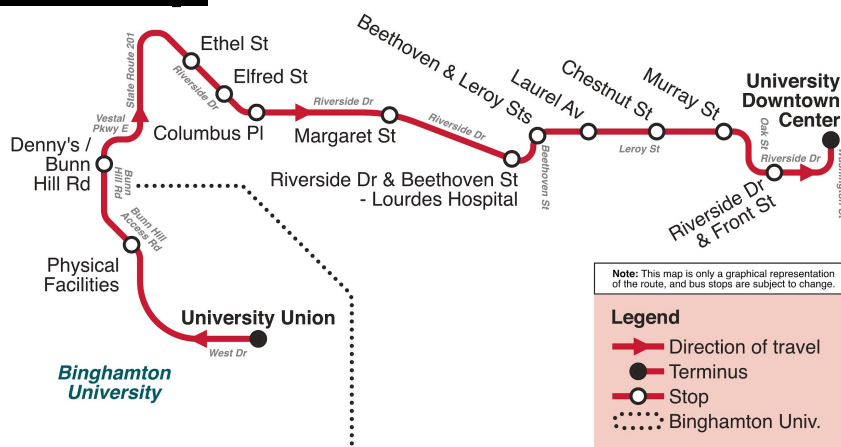 Ethel St
Elfred St
Columbus Pl
Margaret St
Riverside Dr & Beethoven St
- Lourdes Hospital
Beethoven & Leroy Sts
Laurel Av
Chestnut St
Murray St
Riverside Dr
& Front St
University
Downtown
Center
Denny's /
Bunn
Hill Rd
Physical
Facilities
University Union
Binghamton
University
State Route 201
Vestal
Pkwy E
Bunn
Hill Rd
Bunn Hill
Access Rd
West Dr
Riverside Dr
Riverside Dr
Riverside Dr
Beethoven St
Leroy St
Oak St
Riverside Dr
Note: This map is only a graphical representation
of the route, and bus stops are subject to change.
Legend
Direction of travel
Terminus
Stop
Binghamton Univ.